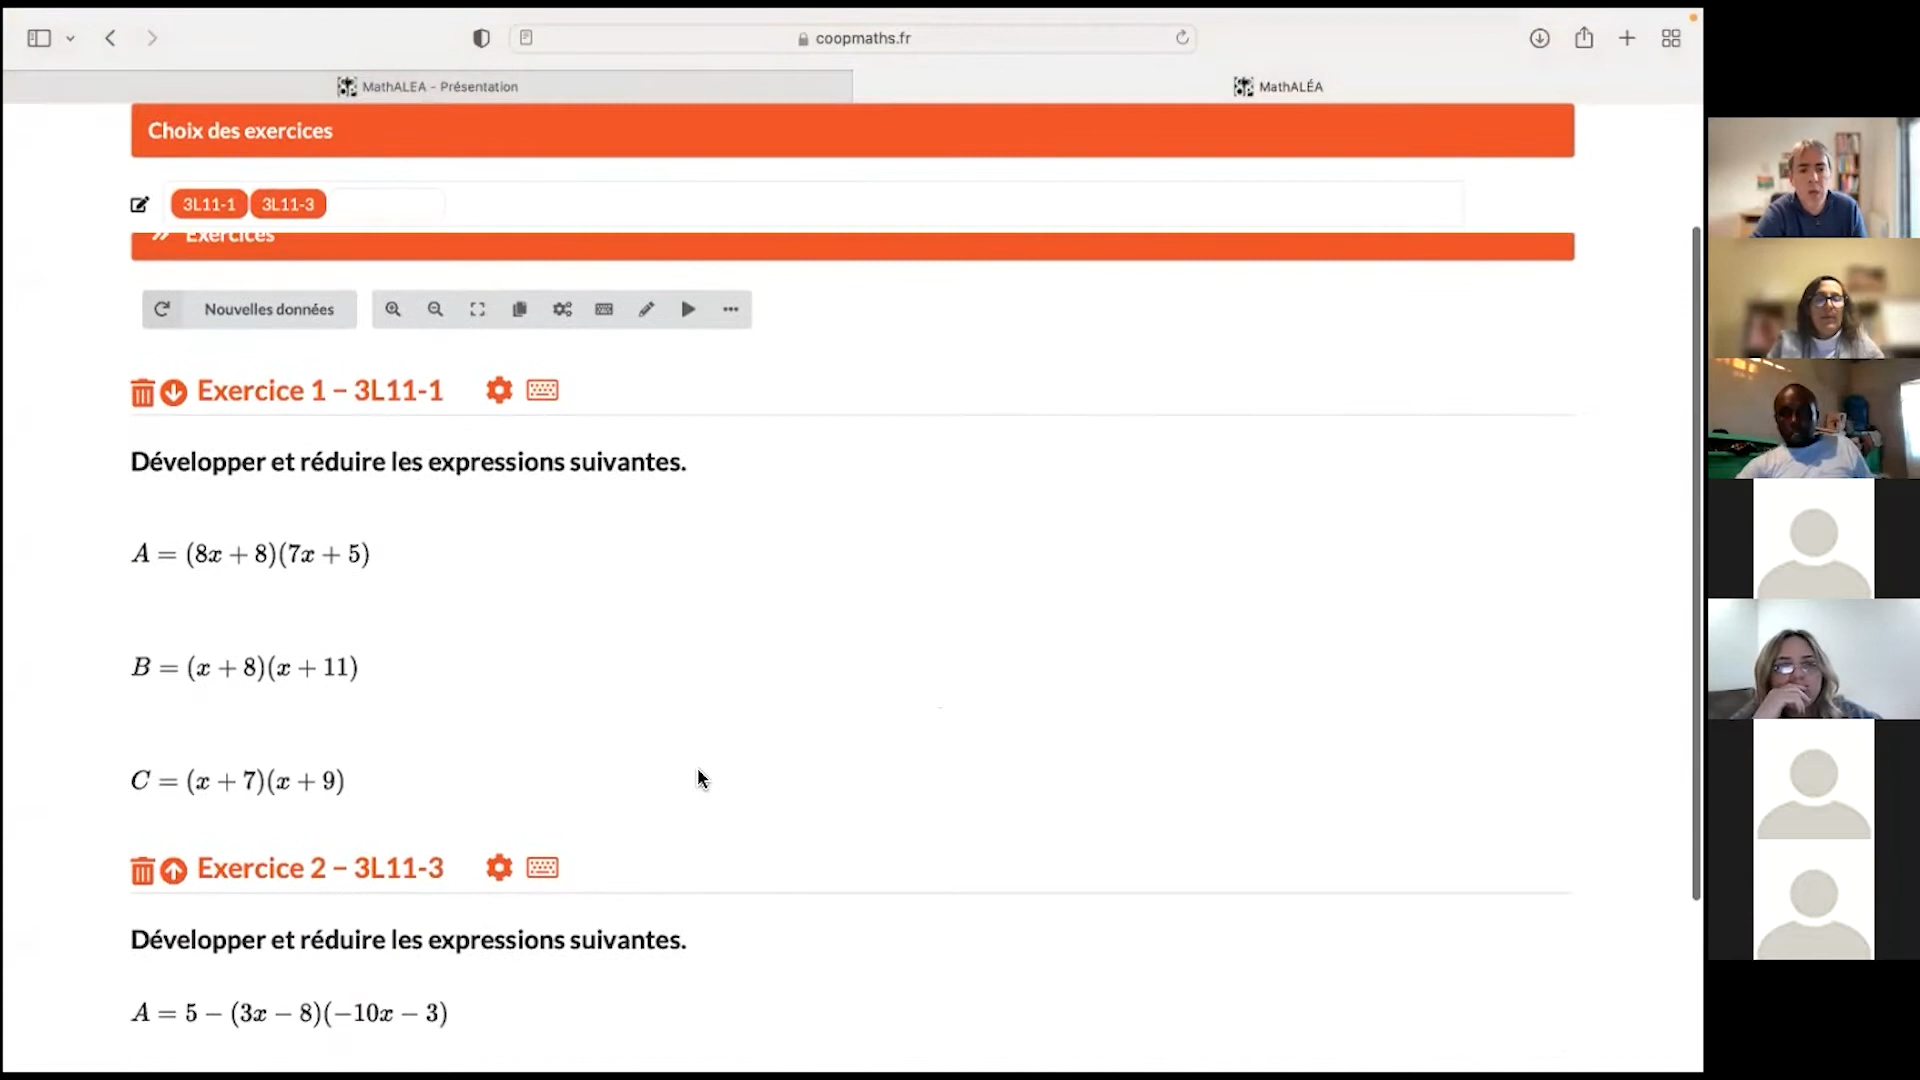 coopmaths.fr
MathALEA - Présentation
MathALÉA
Choix des exercices
3L11-1 3L11-3
Exercices
Nouvelles données
Exercice 1 – 3L11-1
Développer et réduire les expressions suivantes.
A = (8x + 8)(7x + 5)
B = (x + 8)(x + 11)
C = (x + 7)(x + 9)
Exercice 2 – 3L11-3
Développer et réduire les expressions suivantes.
A = 5 − (3x − 8)(−10x − 3)